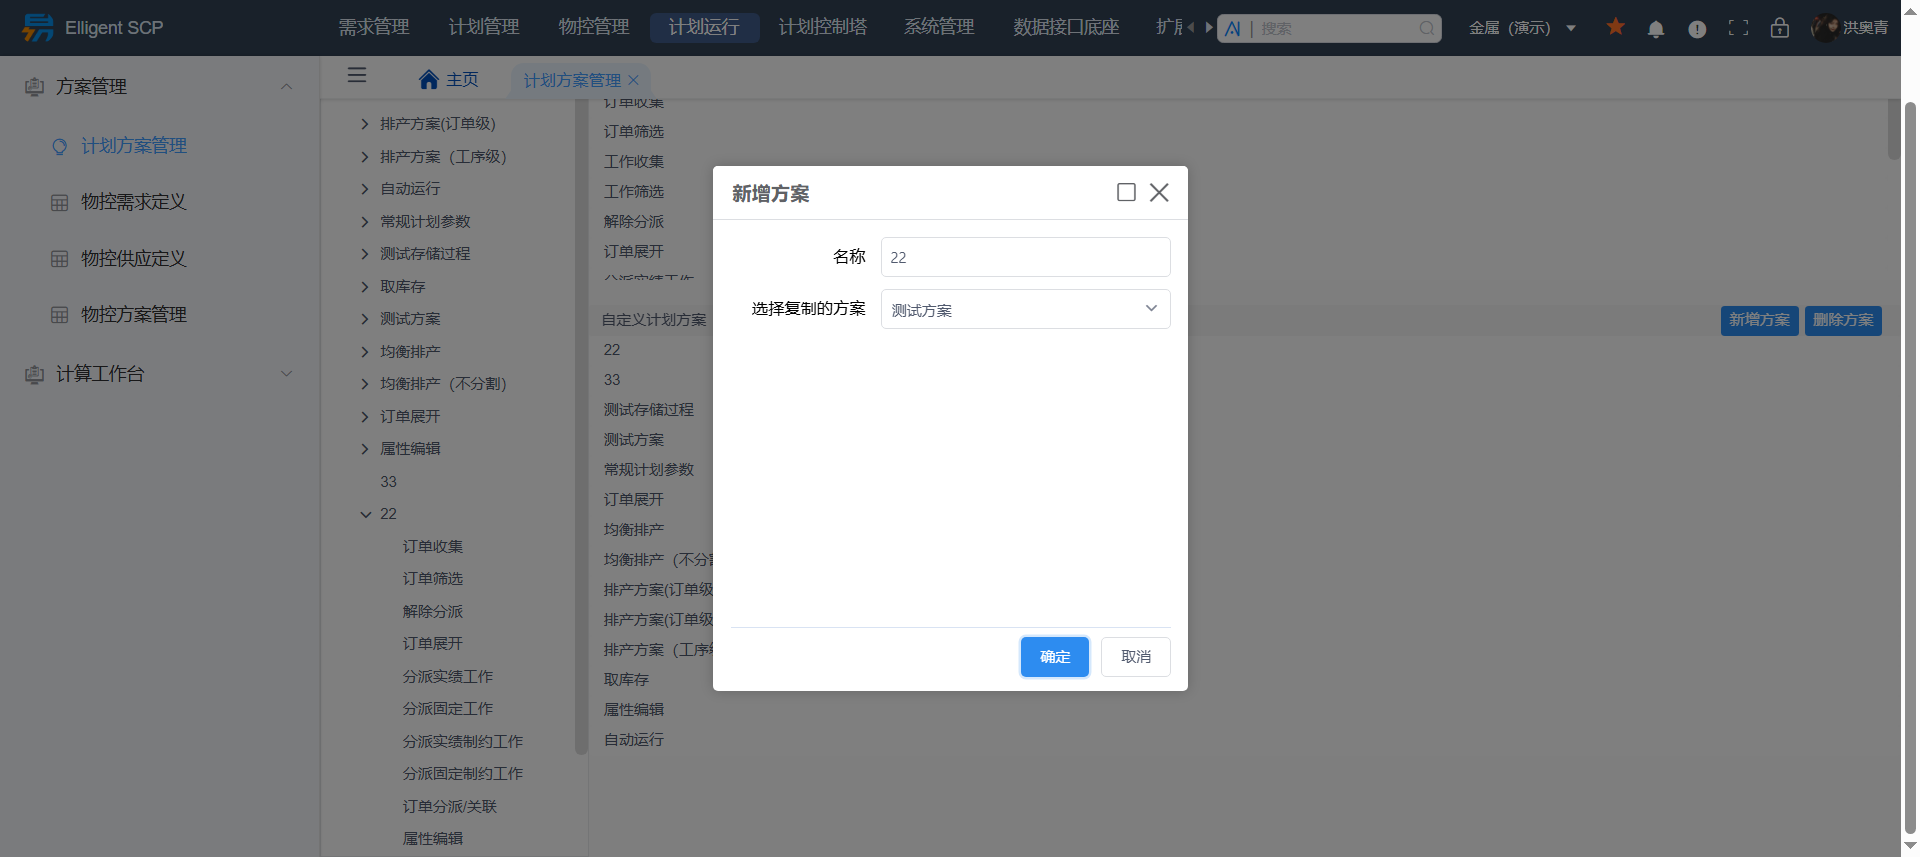 Elligent SCP
需求管理
计划管理
物控管理
计划运行
计划控制塔
系统管理
数据接口底座
AI | 搜索
金属（演示）
洪奥青
方案管理
计划方案管理
物控需求定义
物控供应定义
物控方案管理
计算工作台
主页
计划方案管理
排产方案(订单级)
排产方案（工序级）
自动运行
常规计划参数
测试存储过程
取库存
测试方案
均衡排产
均衡排产（不分割）
订单展开
属性编辑
33
22
订单收集
订单筛选
解除分派
订单展开
分派实绩工作
分派固定工作
分派实绩制约工作
分派固定制约工作
订单分派/关联
属性编辑
订单收集
订单筛选
工作收集
工作筛选
解除分派
订单展开
分派实绩工作
自定义计划方案
新增方案
删除方案
22
33
测试存储过程
测试方案
常规计划参数
订单展开
均衡排产
均衡排产（不分
排产方案(订单级
排产方案(订单级
排产方案（工序
取库存
属性编辑
自动运行
新增方案
名称
22
选择复制的方案
测试方案
确定
取消